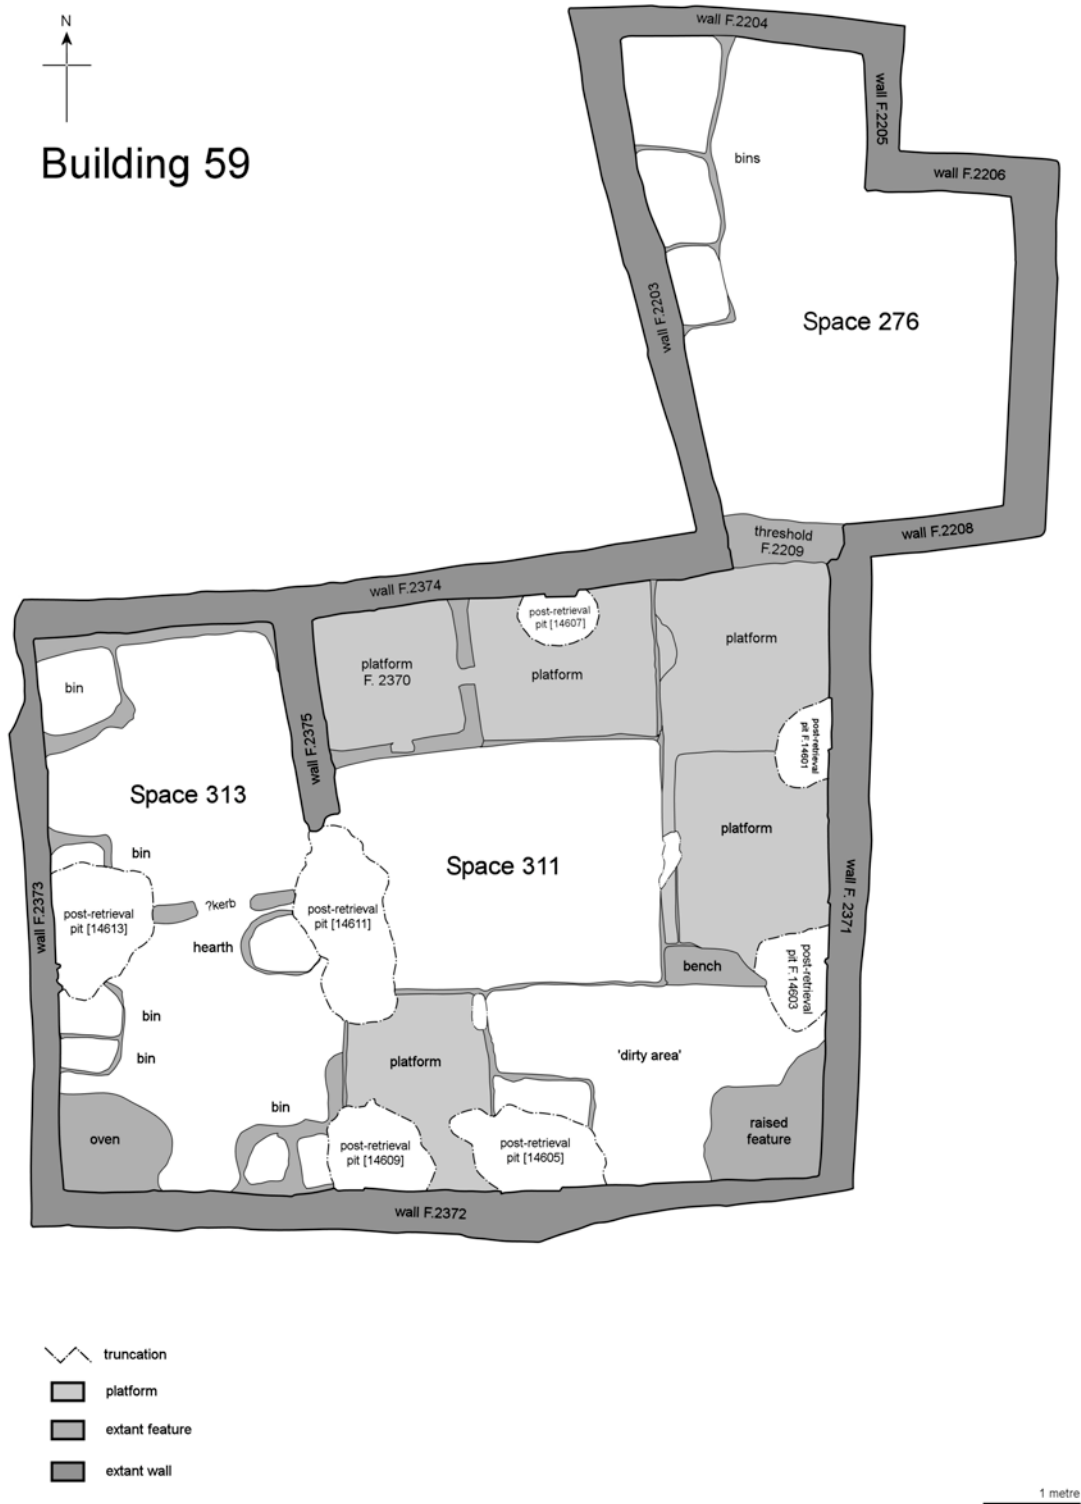 N
Building 59
wall F.2204
wall F.2205
bins
wall F.2206
wall F.2203
Space 276
threshold
F.2209
wall F.2208
wall F.2374
post-retrieval
pit [14607]
platform
F. 2370
platform
platform
bin
post-retrieval
pit F.14601
wall F.2375
Space 313
platform
bin
Space 311
wall F.2373
post-retrieval
pit [14613]
?kerb
post-retrieval
pit [14611]
wall F. 2371
hearth
bench
post-retrieval
pit F.14603
bin
bin
platform
'dirty area'
bin
oven
post-retrieval
pit [14609]
post-retrieval
pit [14605]
raised
feature
wall F.2372
truncation
platform
extant feature
extant wall
1 metre